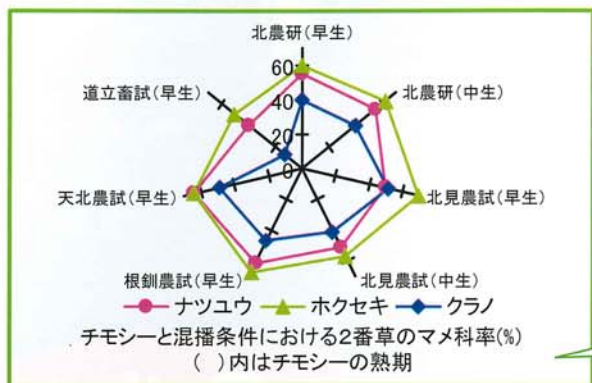 北農研(早生)
60
40
20
0
道立畜試(早生)
北農研(中生)
天北農試(早生)
北見農試(早生)
根釧農試(早生)
北見農試(中生)
ナツユウ ホクセキ クラノ
チモシーと混播条件における2番草のマメ科率(%)
( )内はチモシーの熟期